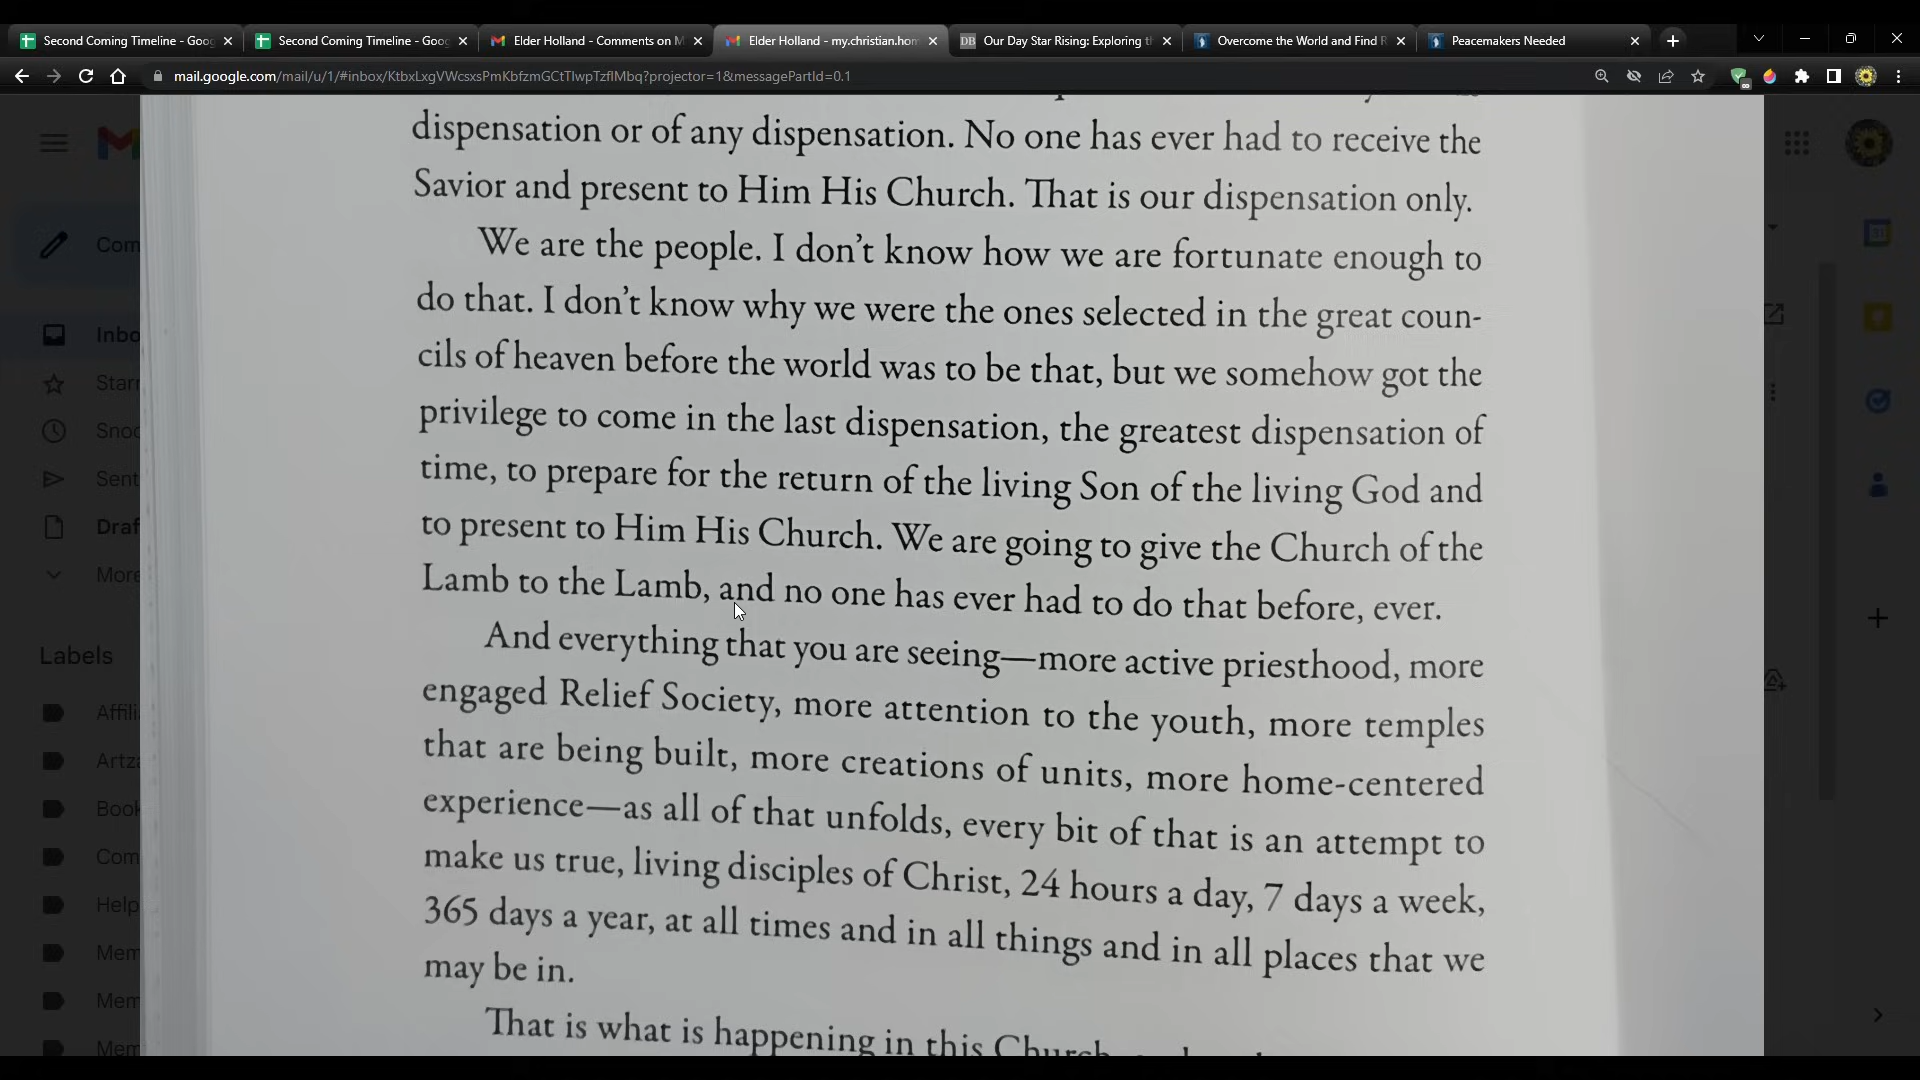 Second Coming Timeline - Goog
Second Coming Timeline - Goog
Elder Holland - Comments on M
Elder Holland - my.christian.hom
DB Our Day Star Rising: Exploring t
Overcome the World and Find R
Peacemakers Needed
mail.google.com/mail/u/1/#inbox/KtbxLxgVWcsxsPmKbfzmGCtTlwpTzflMbq?projector=1&messagePartId=0.1
Com
Inbo
Starr
Snoo
Sent
Draf
More
Labels
Affili
Artza
Book
Com
Help
Mem
Mem
Mem
dispensation or of any dispensation. No one has ever had to receive the
Savior and present to Him His Church. That is our dispensation only.
We are the people. I don't know how we are fortunate enough to
do that. I don't know why we were the ones selected in the great coun-
cils of heaven before the world was to be that, but we somehow got the
privilege to come in the last dispensation, the greatest dispensation of
time, to prepare for the return of the living Son of the living God and
to present to Him His Church. We are going to give the Church of the
Lamb to the Lamb, and no one has ever had to do that before, ever.
And everything that you are seeing—more active priesthood, more
engaged Relief Society, more attention to the youth, more temples
that are being built, more creations of units, more home-centered
experience—as all of that unfolds, every bit of that is an attempt to
make us true, living disciples of Christ, 24 hours a day, 7 days a week,
365 days a year, at all times and in all things and in all places that we
may be in.
That is what is happening in this Church